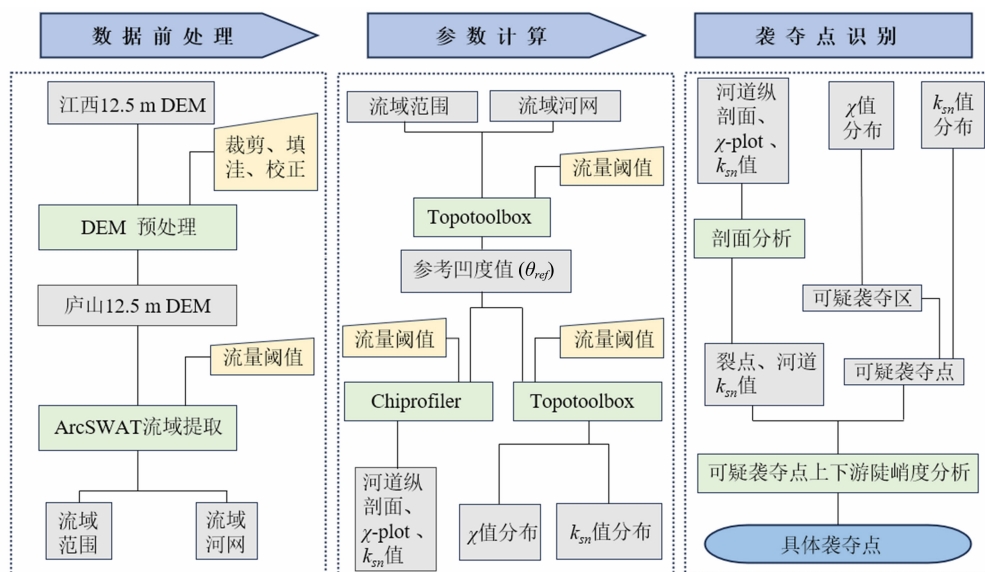 数据前处理
江西12.5 m DEM
裁剪、填
洼、校正
DEM 预处理
庐山12.5 m DEM
流量阈值
ArcSWAT流域提取
流域
范围
流域
河网
参数计算
流域范围
流域河网
流量阈值
Topotoolbox
参考凹度值 (θref)
流量阈值
流量阈值
Chiprofiler
Topotoolbox
河道纵
剖面、
χ-plot 、
ksn值
χ值分布
ksn值分布
袭夺点识别
河道纵
剖面、
χ-plot 、
ksn值
χ值
分布
ksn值
分布
剖面分析
可疑袭夺区
裂点、河道
ksn值
可疑袭夺点
可疑袭夺点上下游陡峭度分析
具体袭夺点